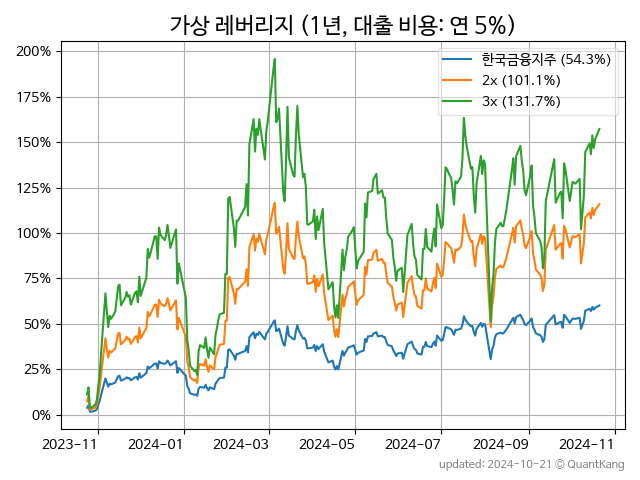 가상 레버리지 (1년, 대출 비용: 연 5%)
200%
175%
150%
125%
100%
75%
50%
25%
0%
한국금융지주 (54.3%)
2x (101.1%)
3x (131.7%)
2023-11 2024-01 2024-03 2024-05 2024-07 2024-09 2024-11
updated: 2024-10-21 © QuantKang